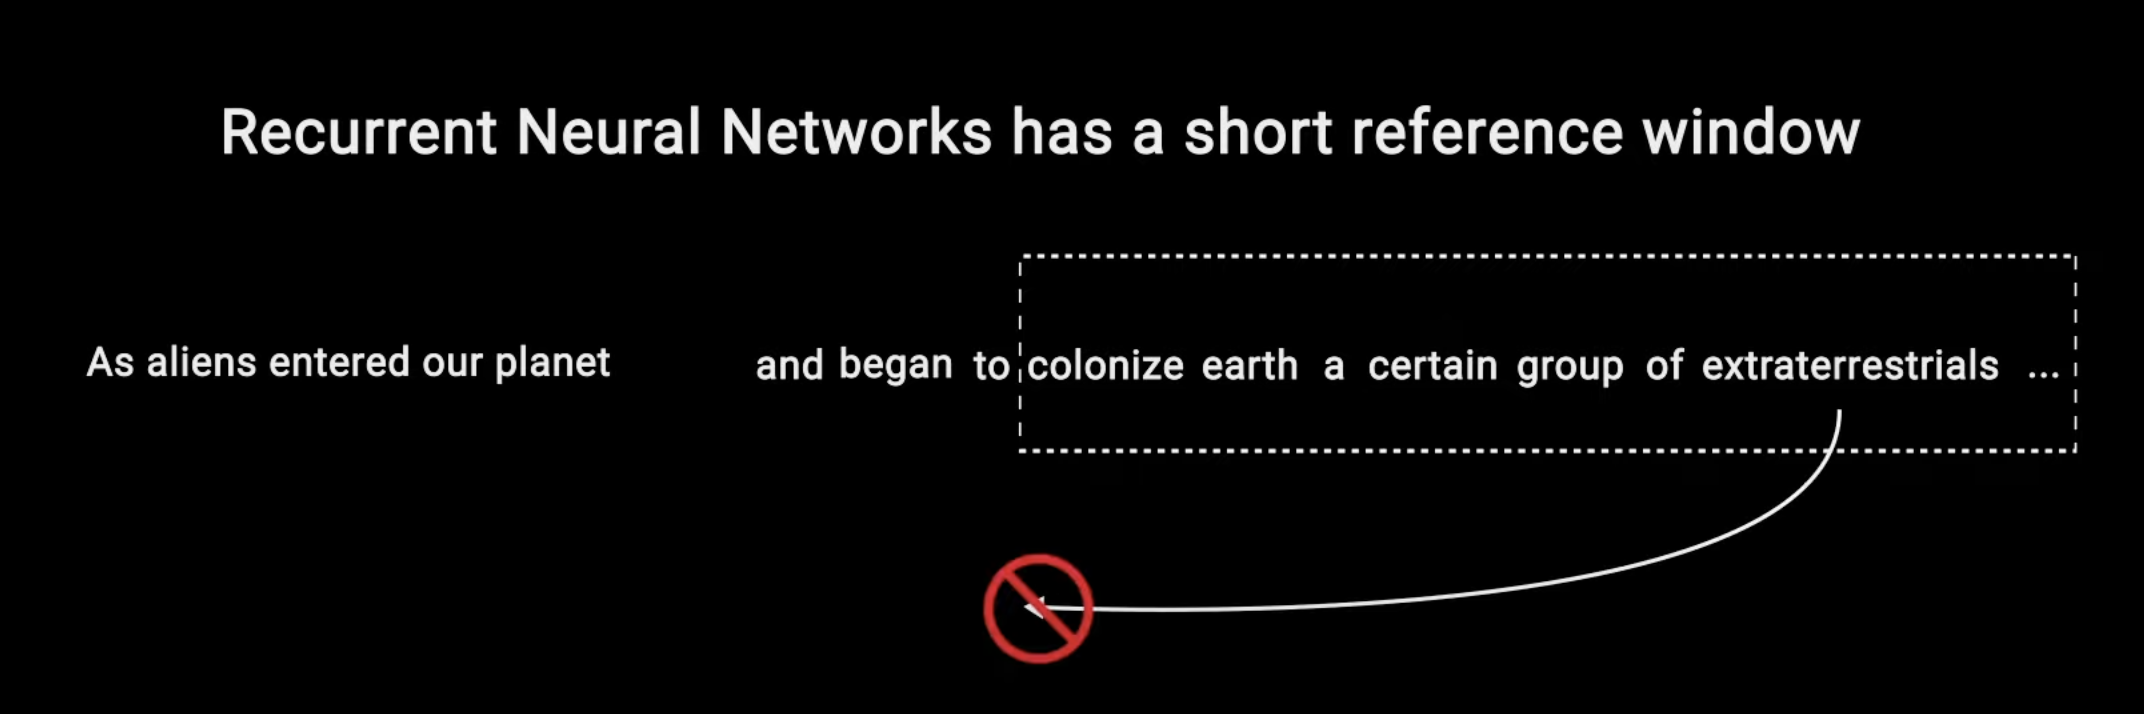 Recurrent Neural Networks has a short reference window
As aliens entered our planet and began to colonize earth a certain group of extraterrestrials ...